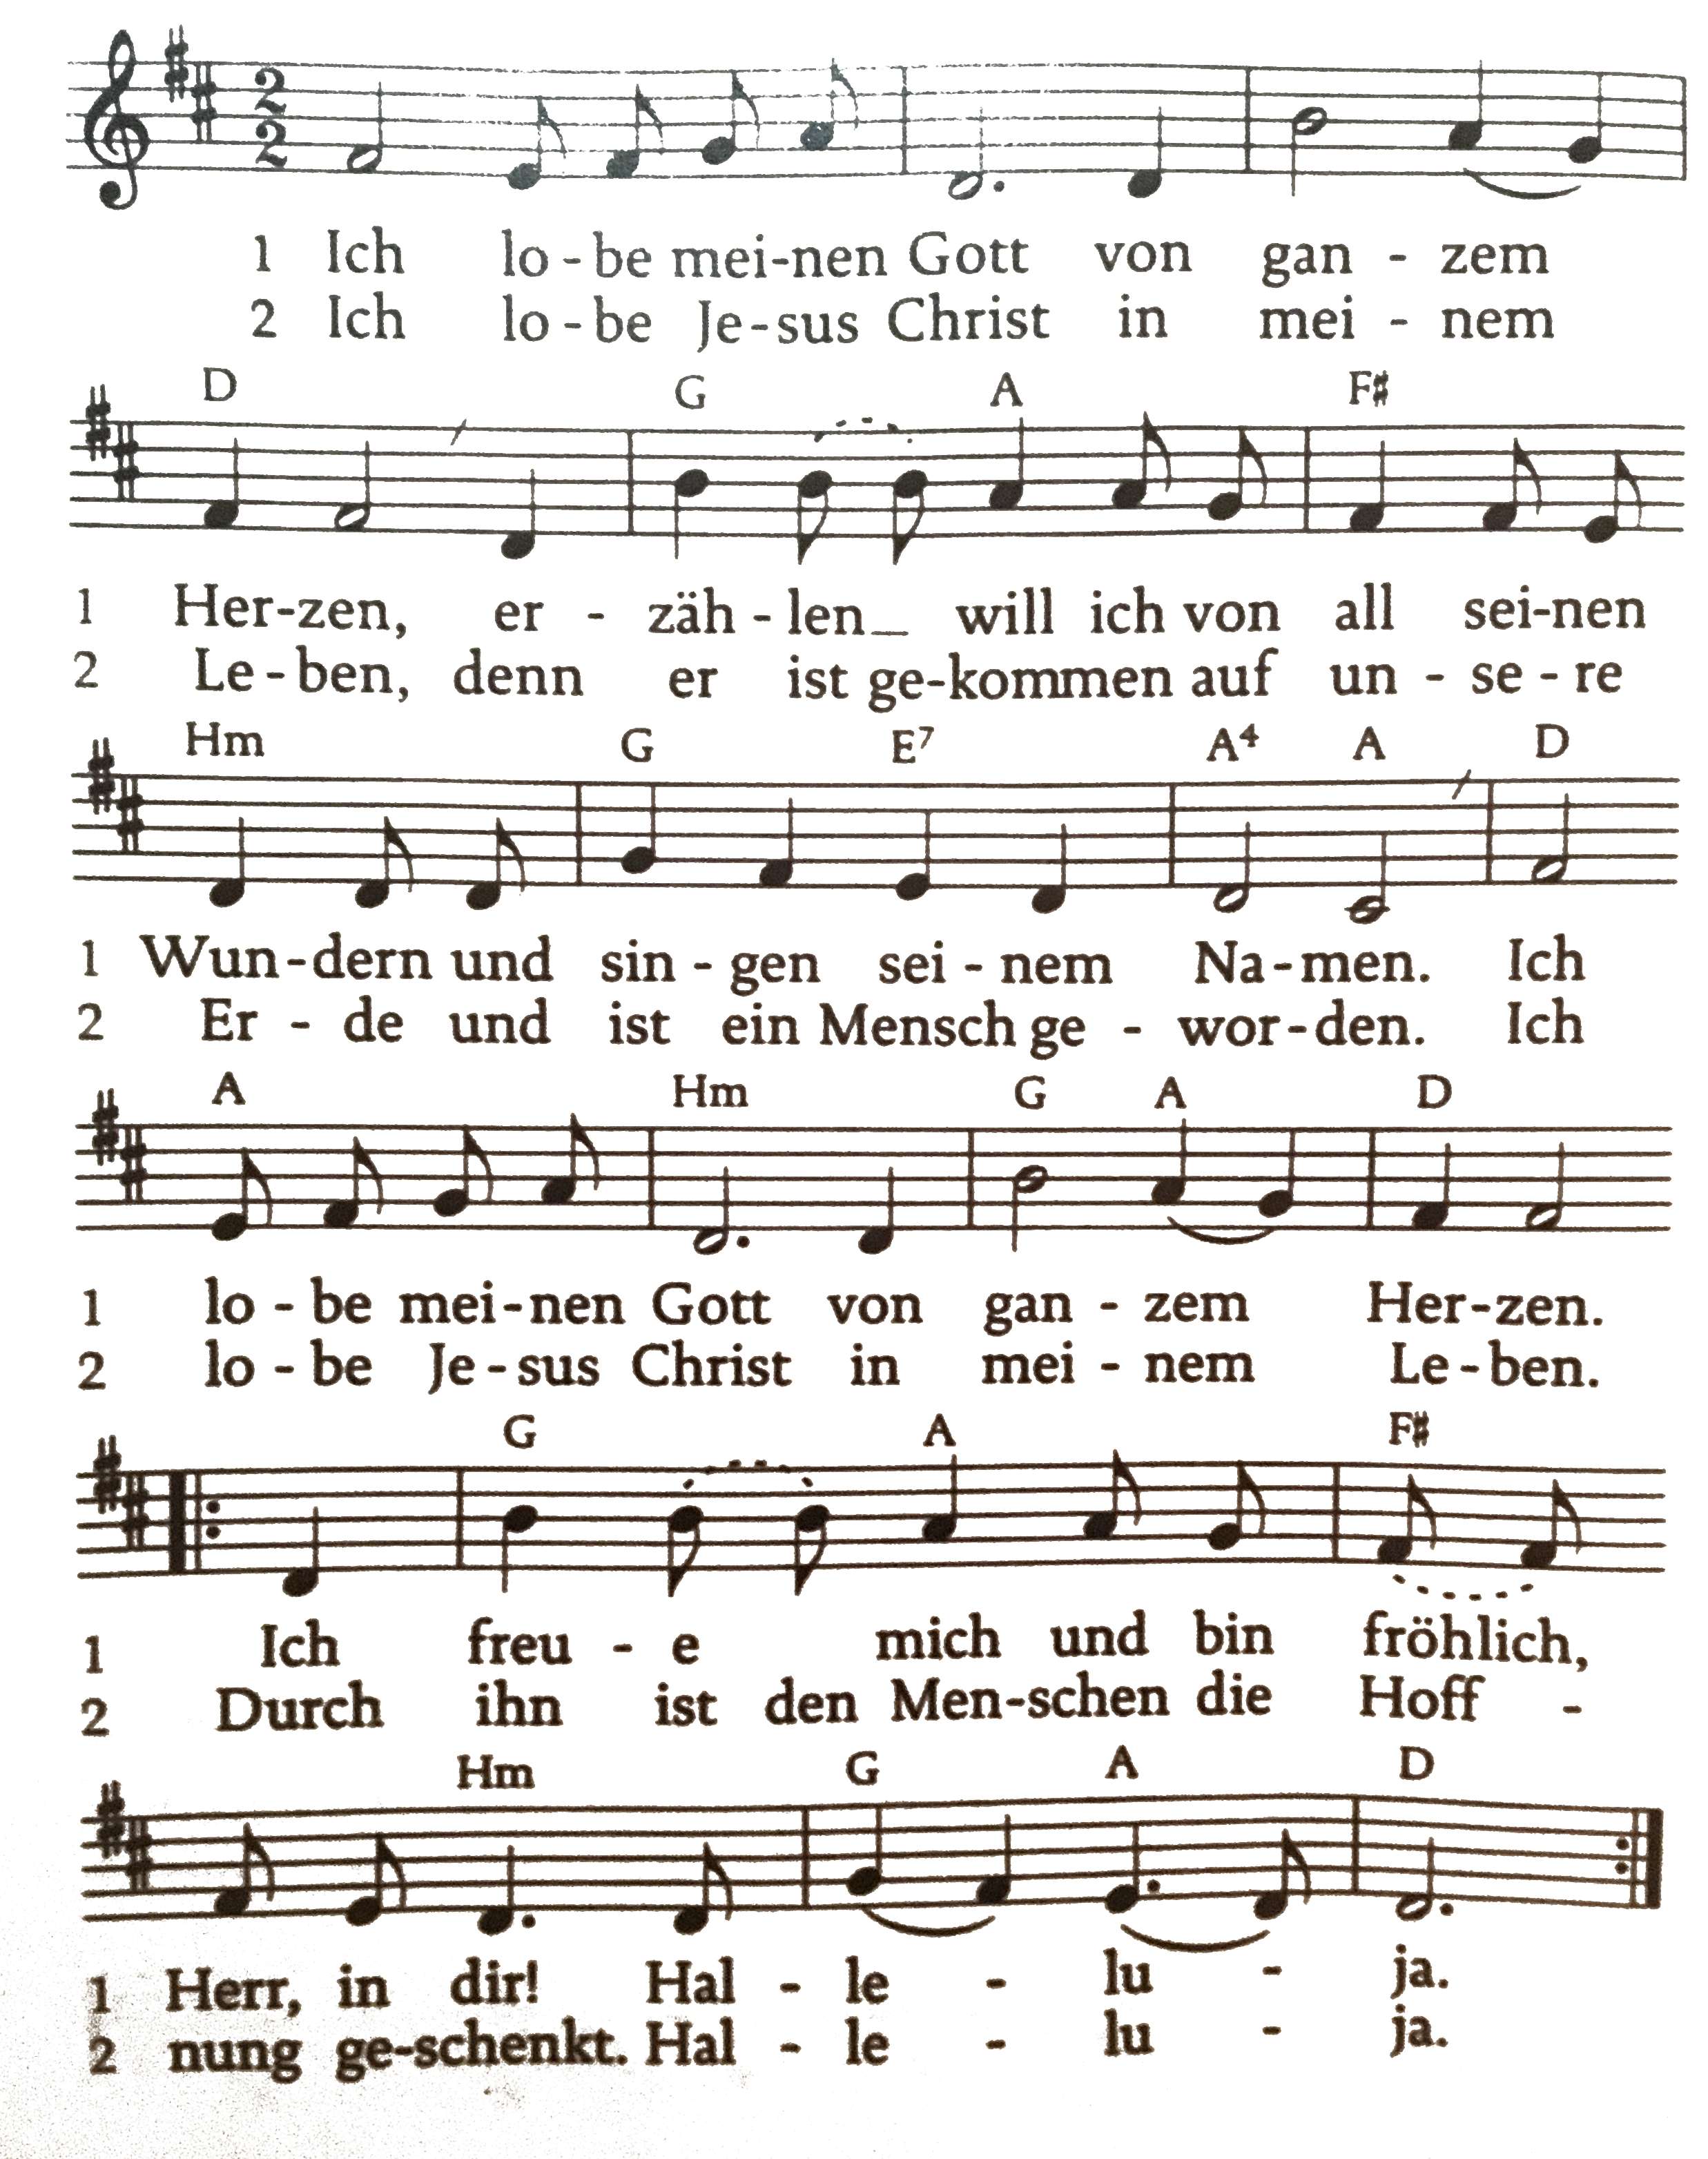 1 Ich lo-be mei-nen Gott von gan - zem
2 Ich lo-be Je-sus Christ in mei - nem
D G A F♯
1 Her-zen, er - zäh-len_ will ich von all sei-nen
2 Le-ben, denn er ist ge-kommen auf un - se - re
Hm G E7 A4 A D
1 Wun-dern und sin - gen sei - nem Na-men. Ich
2 Er - de und ist ein Mensch ge - wor-den. Ich
A Hm G A D
1 lo - be mei-nen Gott von gan - zem Her-zen.
2 lo - be Je-sus Christ in mei - nem Le-ben.
G A F♯
1 Ich freu - e mich und bin fröhlich,
2 Durch ihn ist den Men-schen die Hoff -
Hm G A D
1 Herr, in dir! Hal - le - lu - ja.
2 nung ge-schenkt. Hal - le - lu - ja.